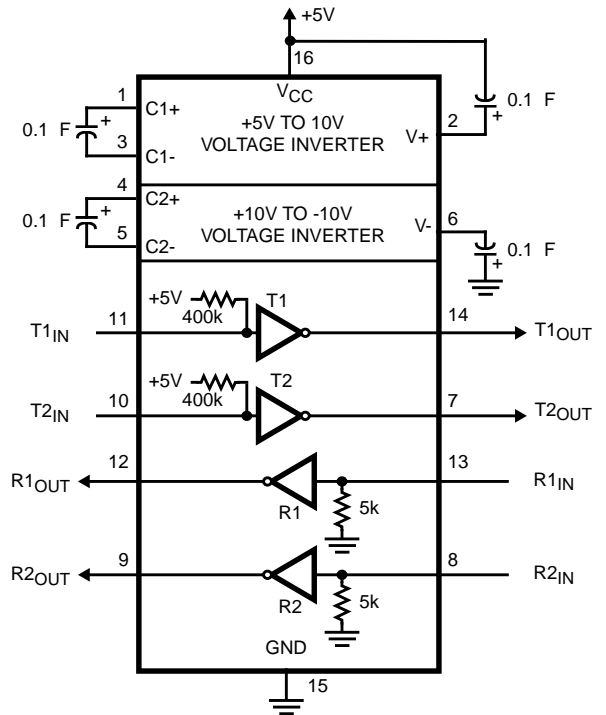 +5V
16
VCC
1
C1+
+
0.1 F
3
C1-
+5V TO 10V
VOLTAGE INVERTER
V+
2
0.1 F
+
4
C2+
+
0.1 F
5
C2-
+10V TO -10V
VOLTAGE INVERTER
V-
6
0.1 F
+
+5V
400k
T1
T1IN
11
14
T1OUT
+5V
400k
T2
T2IN
10
7
T2OUT
R1OUT
12
R1
5k
13
R1IN
R2OUT
9
R2
5k
8
R2IN
GND
15